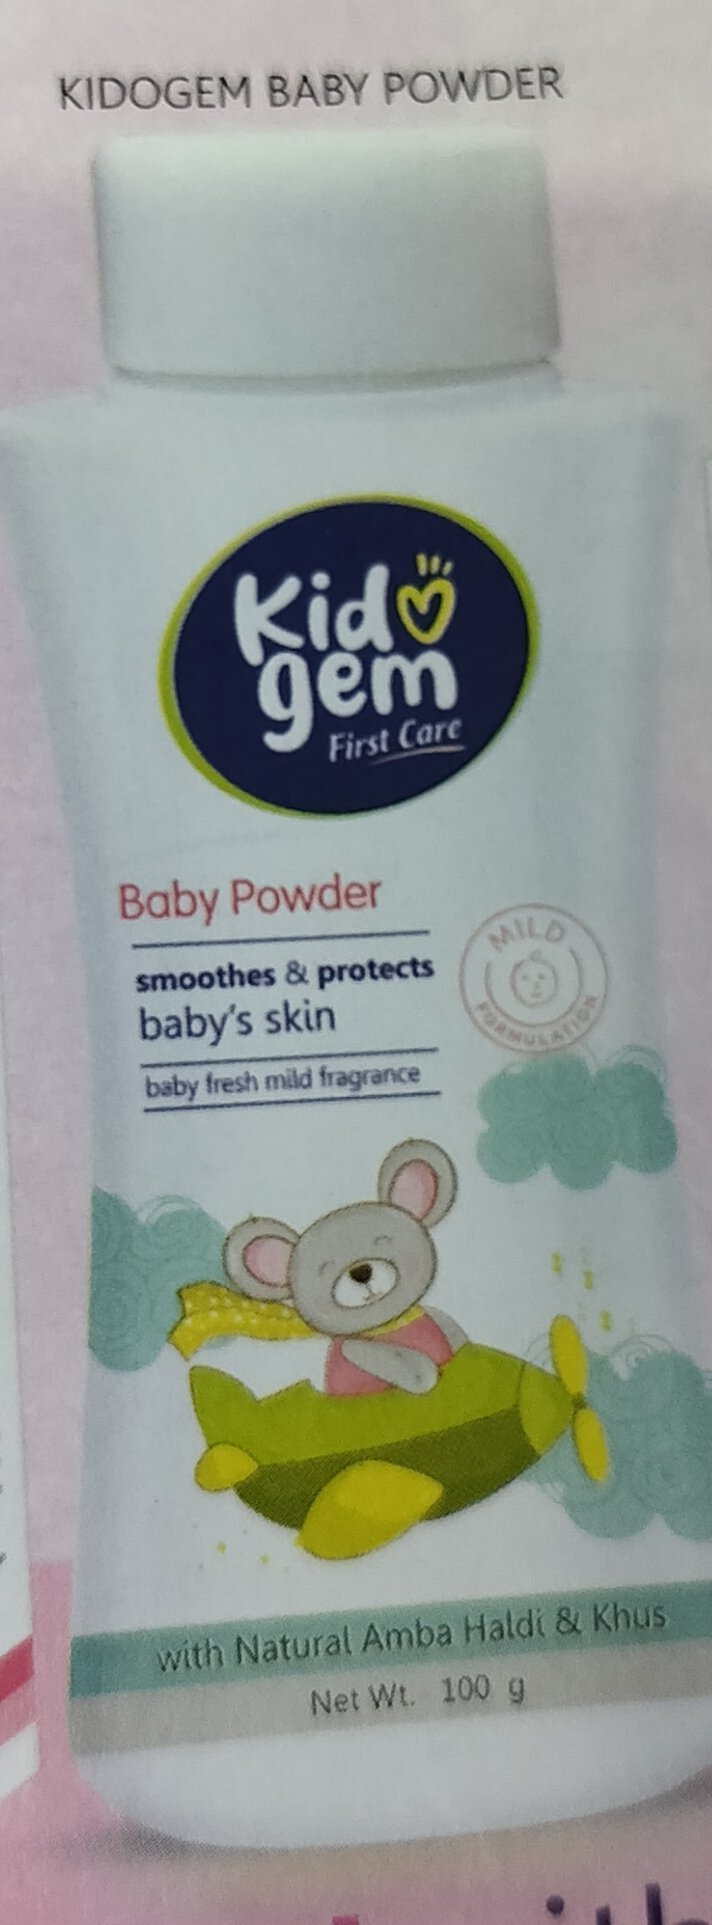 KIDOGEM BABY POWDER
Kido
gem
First Care
Baby Powder
smoothes & protects
baby's skin
baby fresh mild fragrance
MILD
FORMULATION
with Natural Amba Haldi & Khus
Net Wt. 100 g